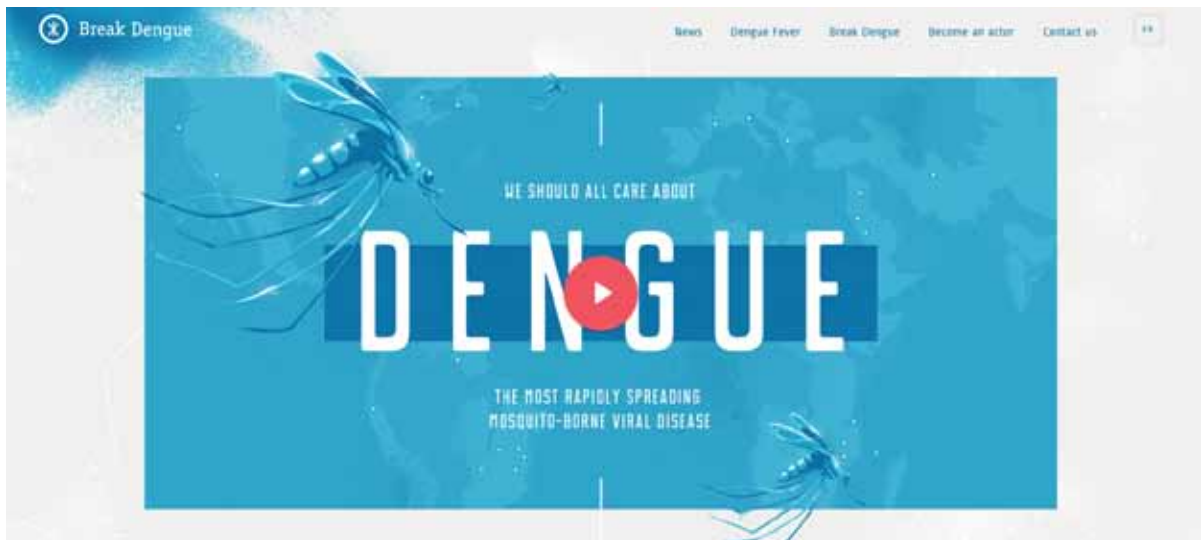 Break Dengue
News Dengue Fever Break Dengue Become an actor Contact us
WE SHOULD ALL CARE ABOUT
DENGUE
THE MOST RAPIDLY SPREADING
MOSQUITO-BORNE VIRAL DISEASE